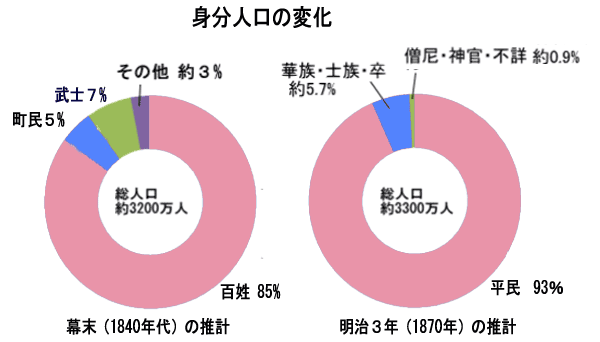 身分人口の変化
その他 約３%
武士７%
町民５%
総人口
約3200万人
百姓 85%
幕末（1840年代）の推計
僧尼・神官・不詳 約0.9%
華族・士族・卒
約5.7%
総人口
約3300万人
平民 93%
明治３年（1870年）の推計